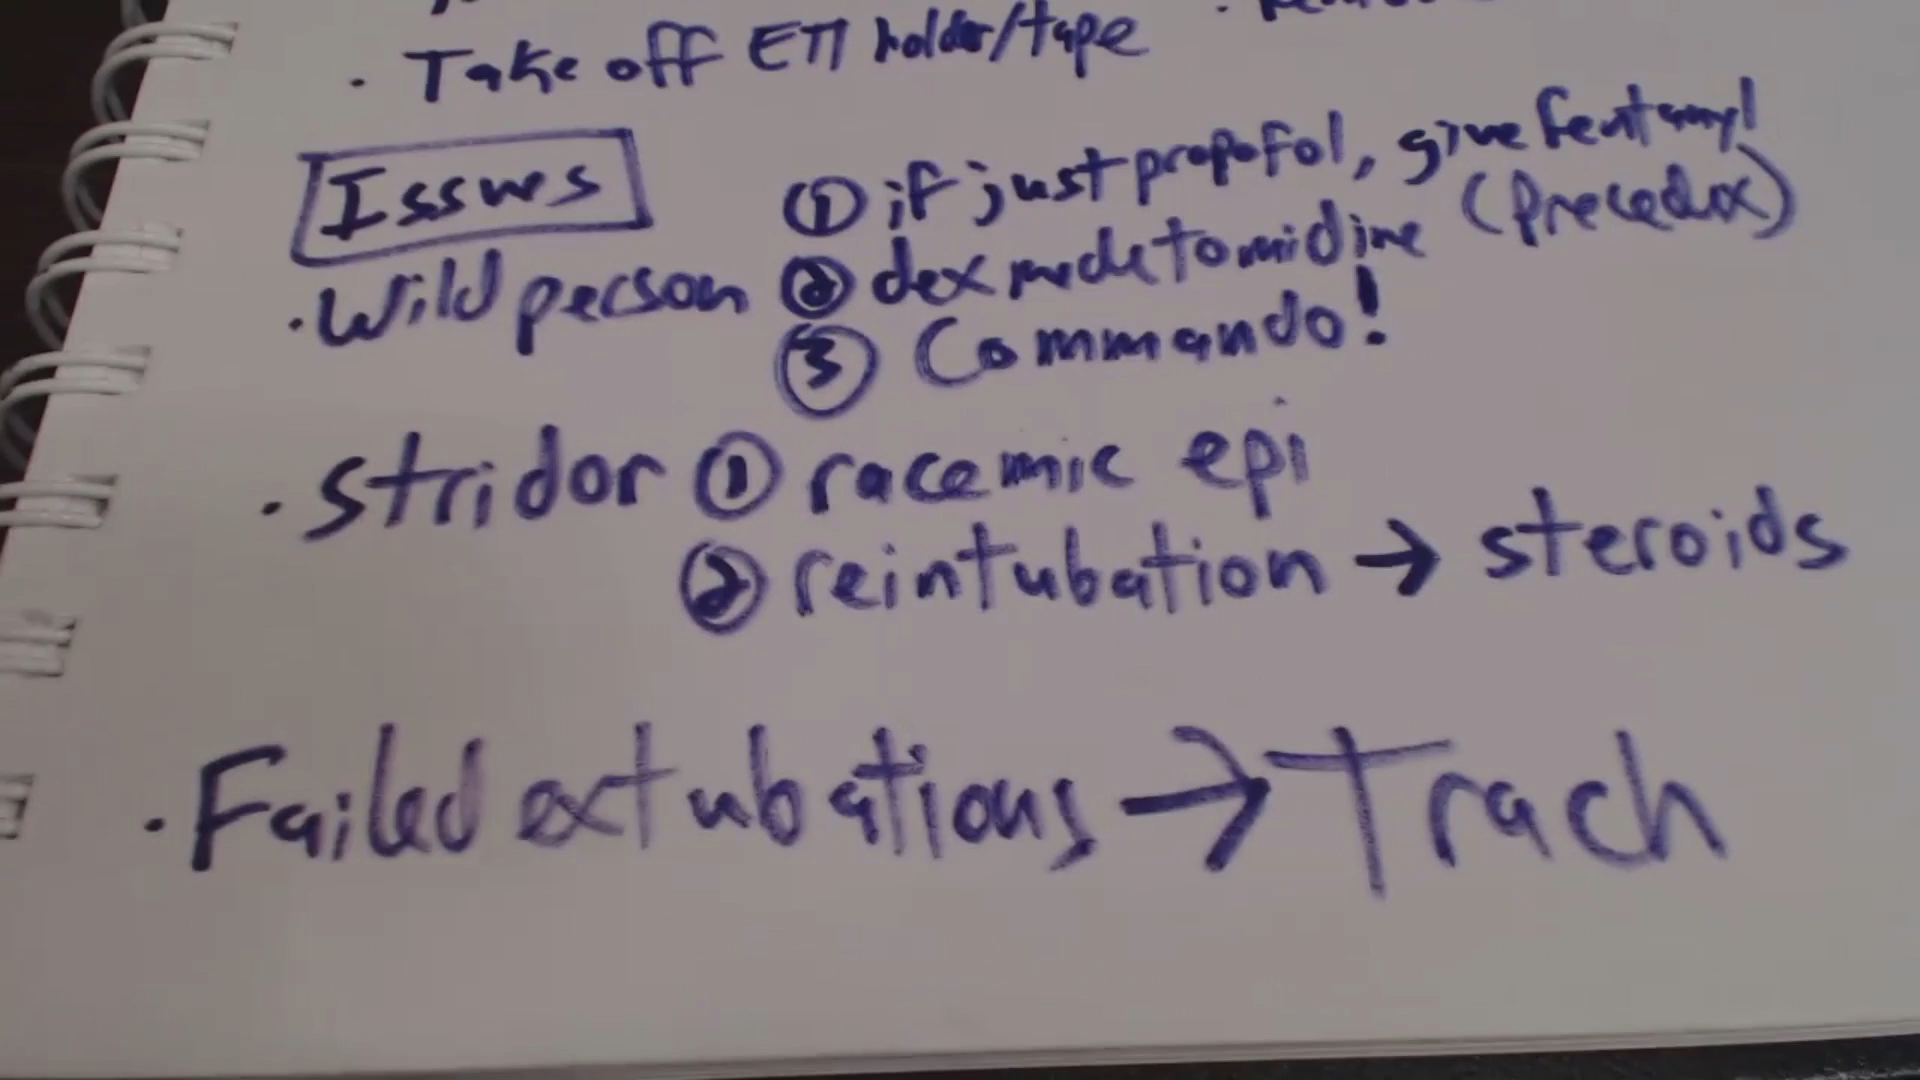 • Take off ETT holder/tape
Issues
① if just propofol, give fentanyl
• Wild person ② dexmedetomidine (Precedex)
③ Commando!
• stridor ① racemic epi
② reintubation → steroids
• Failed extubations → Trach